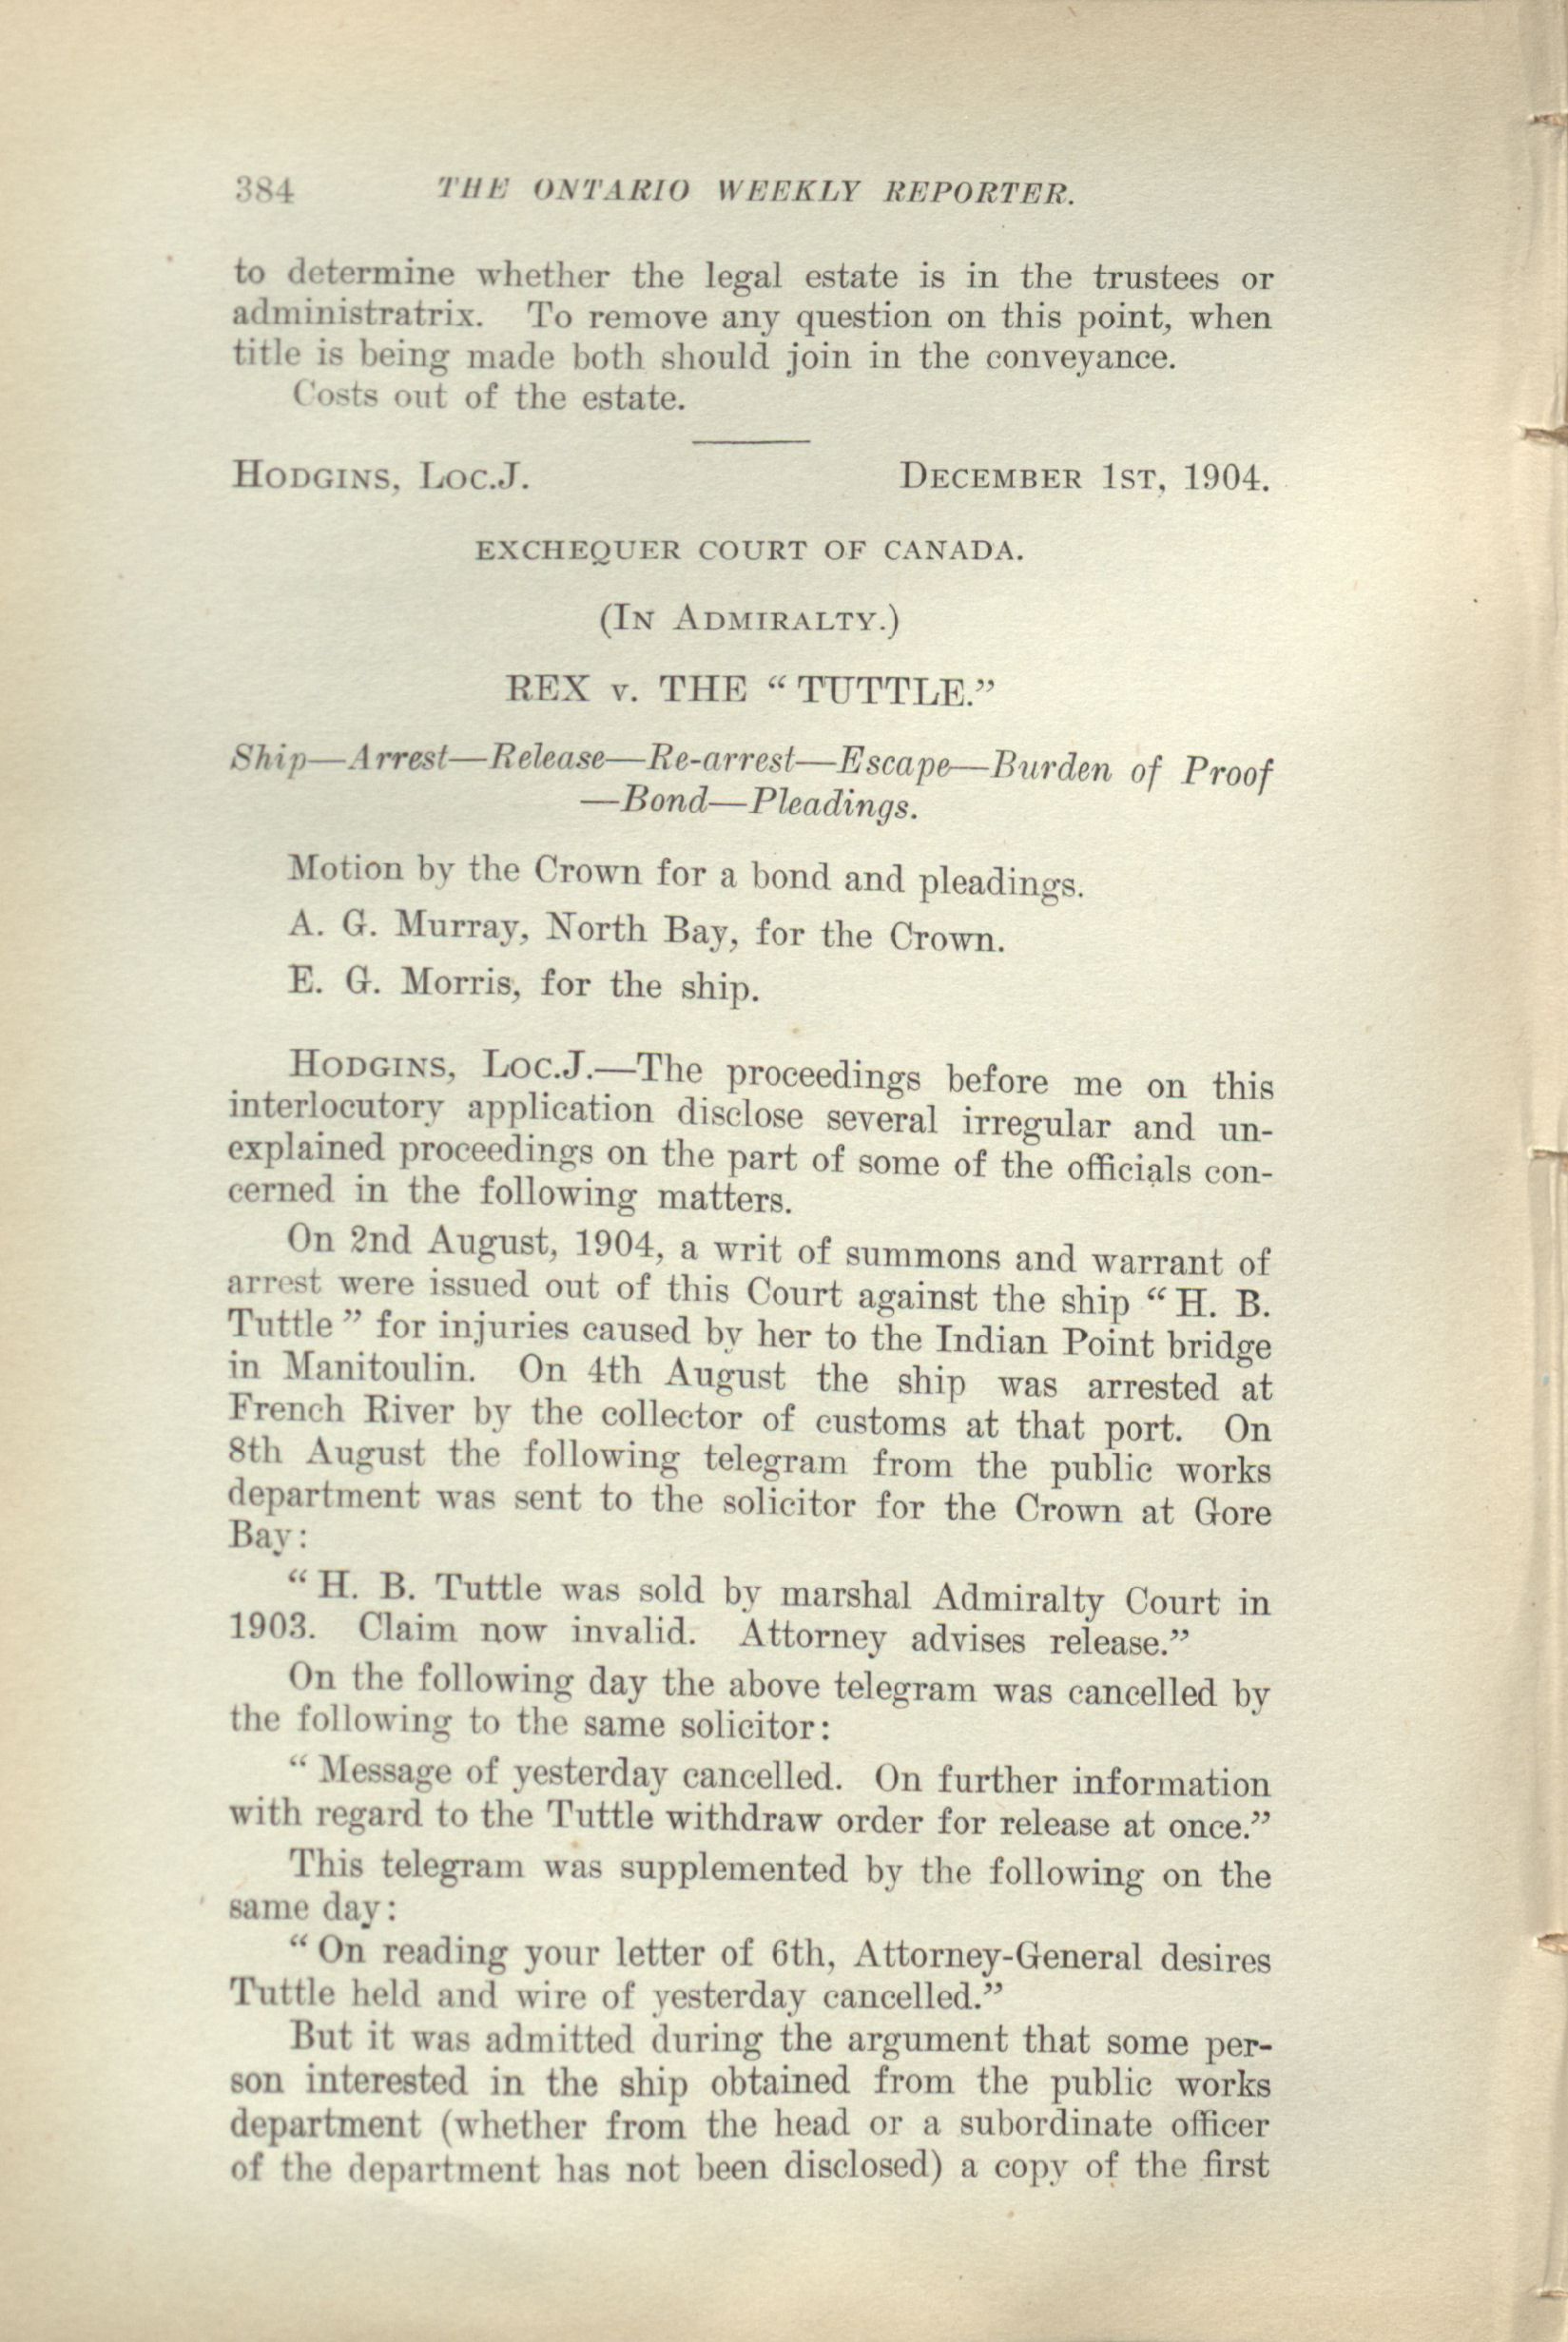 384 THE ONTARIO WEEKLY REPORTER.
to determine whether the legal estate is in the trustees or
administratrix. To remove any question on this point, when
title is being made both should join in the conveyance.
Costs out of the estate.
HODGINS, LOC.J. DECEMBER 1ST, 1904.
EXCHEQUER COURT OF CANADA.
(IN ADMIRALTY.)
REX v. THE “TUTTLE.”
Ship—Arrest—Release—Re-arrest—Escape—Burden of Proof
—Bond—Pleadings.
Motion by the Crown for a bond and pleadings.
A. G. Murray, North Bay, for the Crown.
E. G. Morris, for the ship.
HODGINS, LOC.J.—The proceedings before me on this
interlocutory application disclose several irregular and un-
explained proceedings on the part of some of the officials con-
cerned in the following matters.
On 2nd August, 1904, a writ of summons and warrant of
arrest were issued out of this Court against the ship “H. B.
Tuttle” for injuries caused by her to the Indian Point bridge
in Manitoulin. On 4th August the ship was arrested at
French River by the collector of customs at that port. On
8th August the following telegram from the public works
department was sent to the solicitor for the Crown at Gore
Bay:
“H. B. Tuttle was sold by marshal Admiralty Court in
1903. Claim now invalid. Attorney advises release.”
On the following day the above telegram was cancelled by
the following to the same solicitor:
“Message of yesterday cancelled. On further information
with regard to the Tuttle withdraw order for release at once.”
This telegram was supplemented by the following on the
same day:
“On reading your letter of 6th, Attorney-General desires
Tuttle held and wire of yesterday cancelled.”
But it was admitted during the argument that some per-
son interested in the ship obtained from the public works
department (whether from the head or a subordinate officer
of the department has not been disclosed) a copy of the first